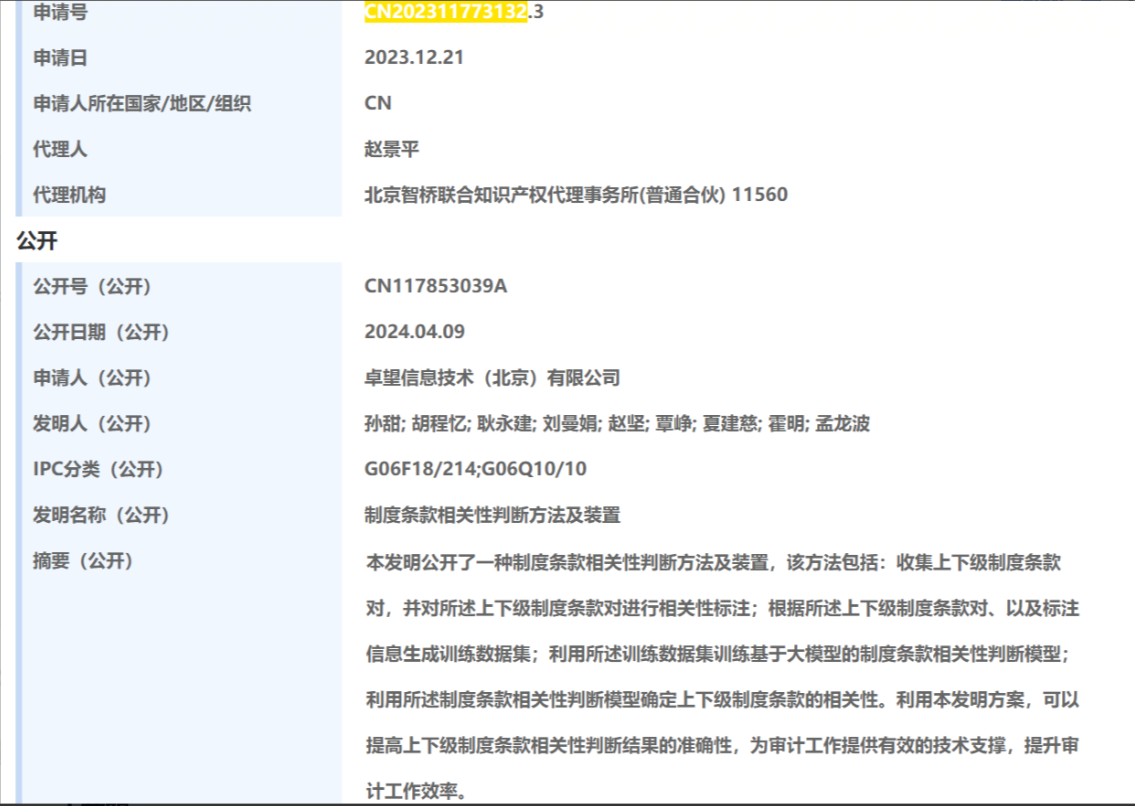 申请号 CN202311773132.3
申请日 2023.12.21
申请人所在国家/地区/组织 CN
代理人 赵景平
代理机构 北京智桥联合知识产权代理事务所(普通合伙) 11560
公开
公开号（公开） CN117853039A
公开日期（公开） 2024.04.09
申请人（公开） 卓望信息技术（北京）有限公司
发明人（公开） 孙甜; 胡程忆; 耿永建; 刘曼娟; 赵坚; 覃峥; 夏建慈; 霍明; 孟龙波
IPC分类（公开） G06F18/214;G06Q10/10
发明名称（公开） 制度条款相关性判断方法及装置
摘要（公开） 本发明公开了一种制度条款相关性判断方法及装置，该方法包括：收集上下级制度条款
对，并对所述上下级制度条款对进行相关性标注；根据所述上下级制度条款对、以及标注
信息生成训练数据集；利用所述训练数据集训练基于大模型的制度条款相关性判断模型；
利用所述制度条款相关性判断模型确定上下级制度条款的相关性。利用本发明方案，可以
提高上下级制度条款相关性判断结果的准确性，为审计工作提供有效的技术支撑，提升审
计工作效率。